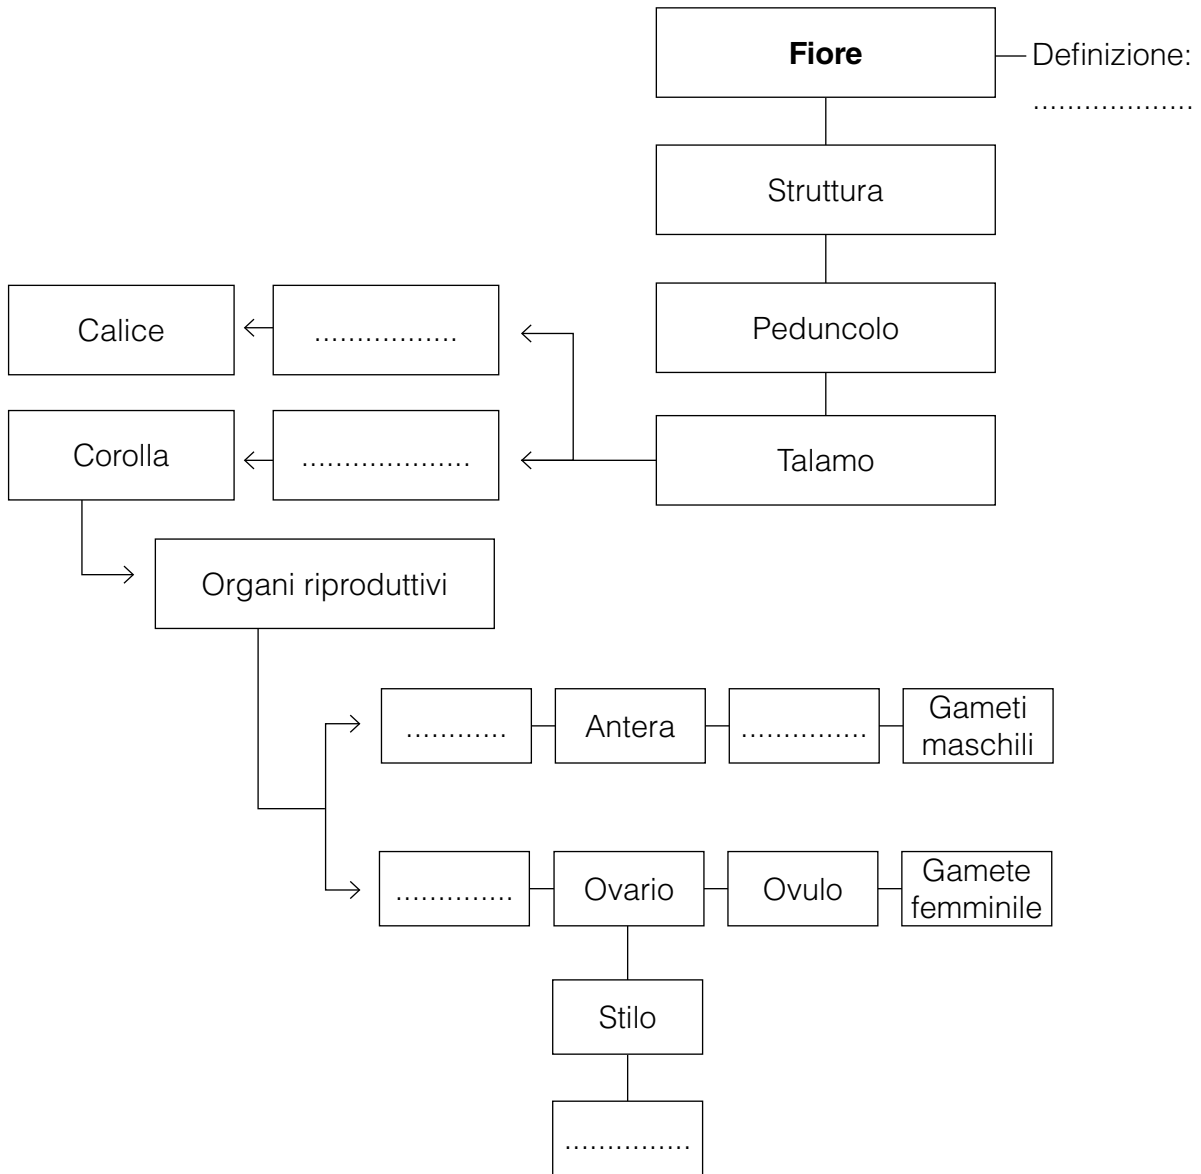 Fiore
Definizione:
...................
Struttura
Peduncolo
Calice
.................
Corolla
....................
Talamo
Organi riproduttivi
............
Antera
...............
Gameti
maschili
..............
Ovario
Ovulo
Gamete
femminile
Stilo
...............